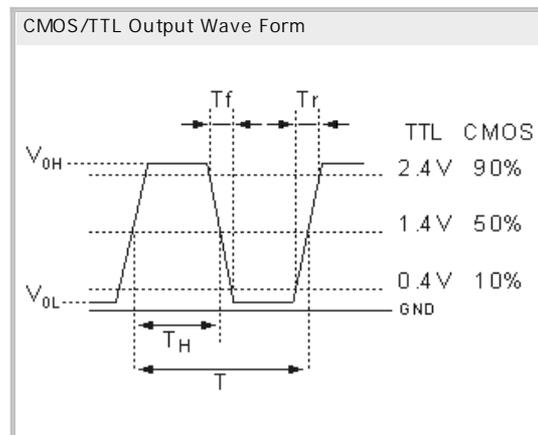 CMOS/TTL Output Wave Form
Tf Tr
TTL CMOS
V0H 2.4V 90%
1.4V 50%
0.4V 10%
V0L
GND
TH
T